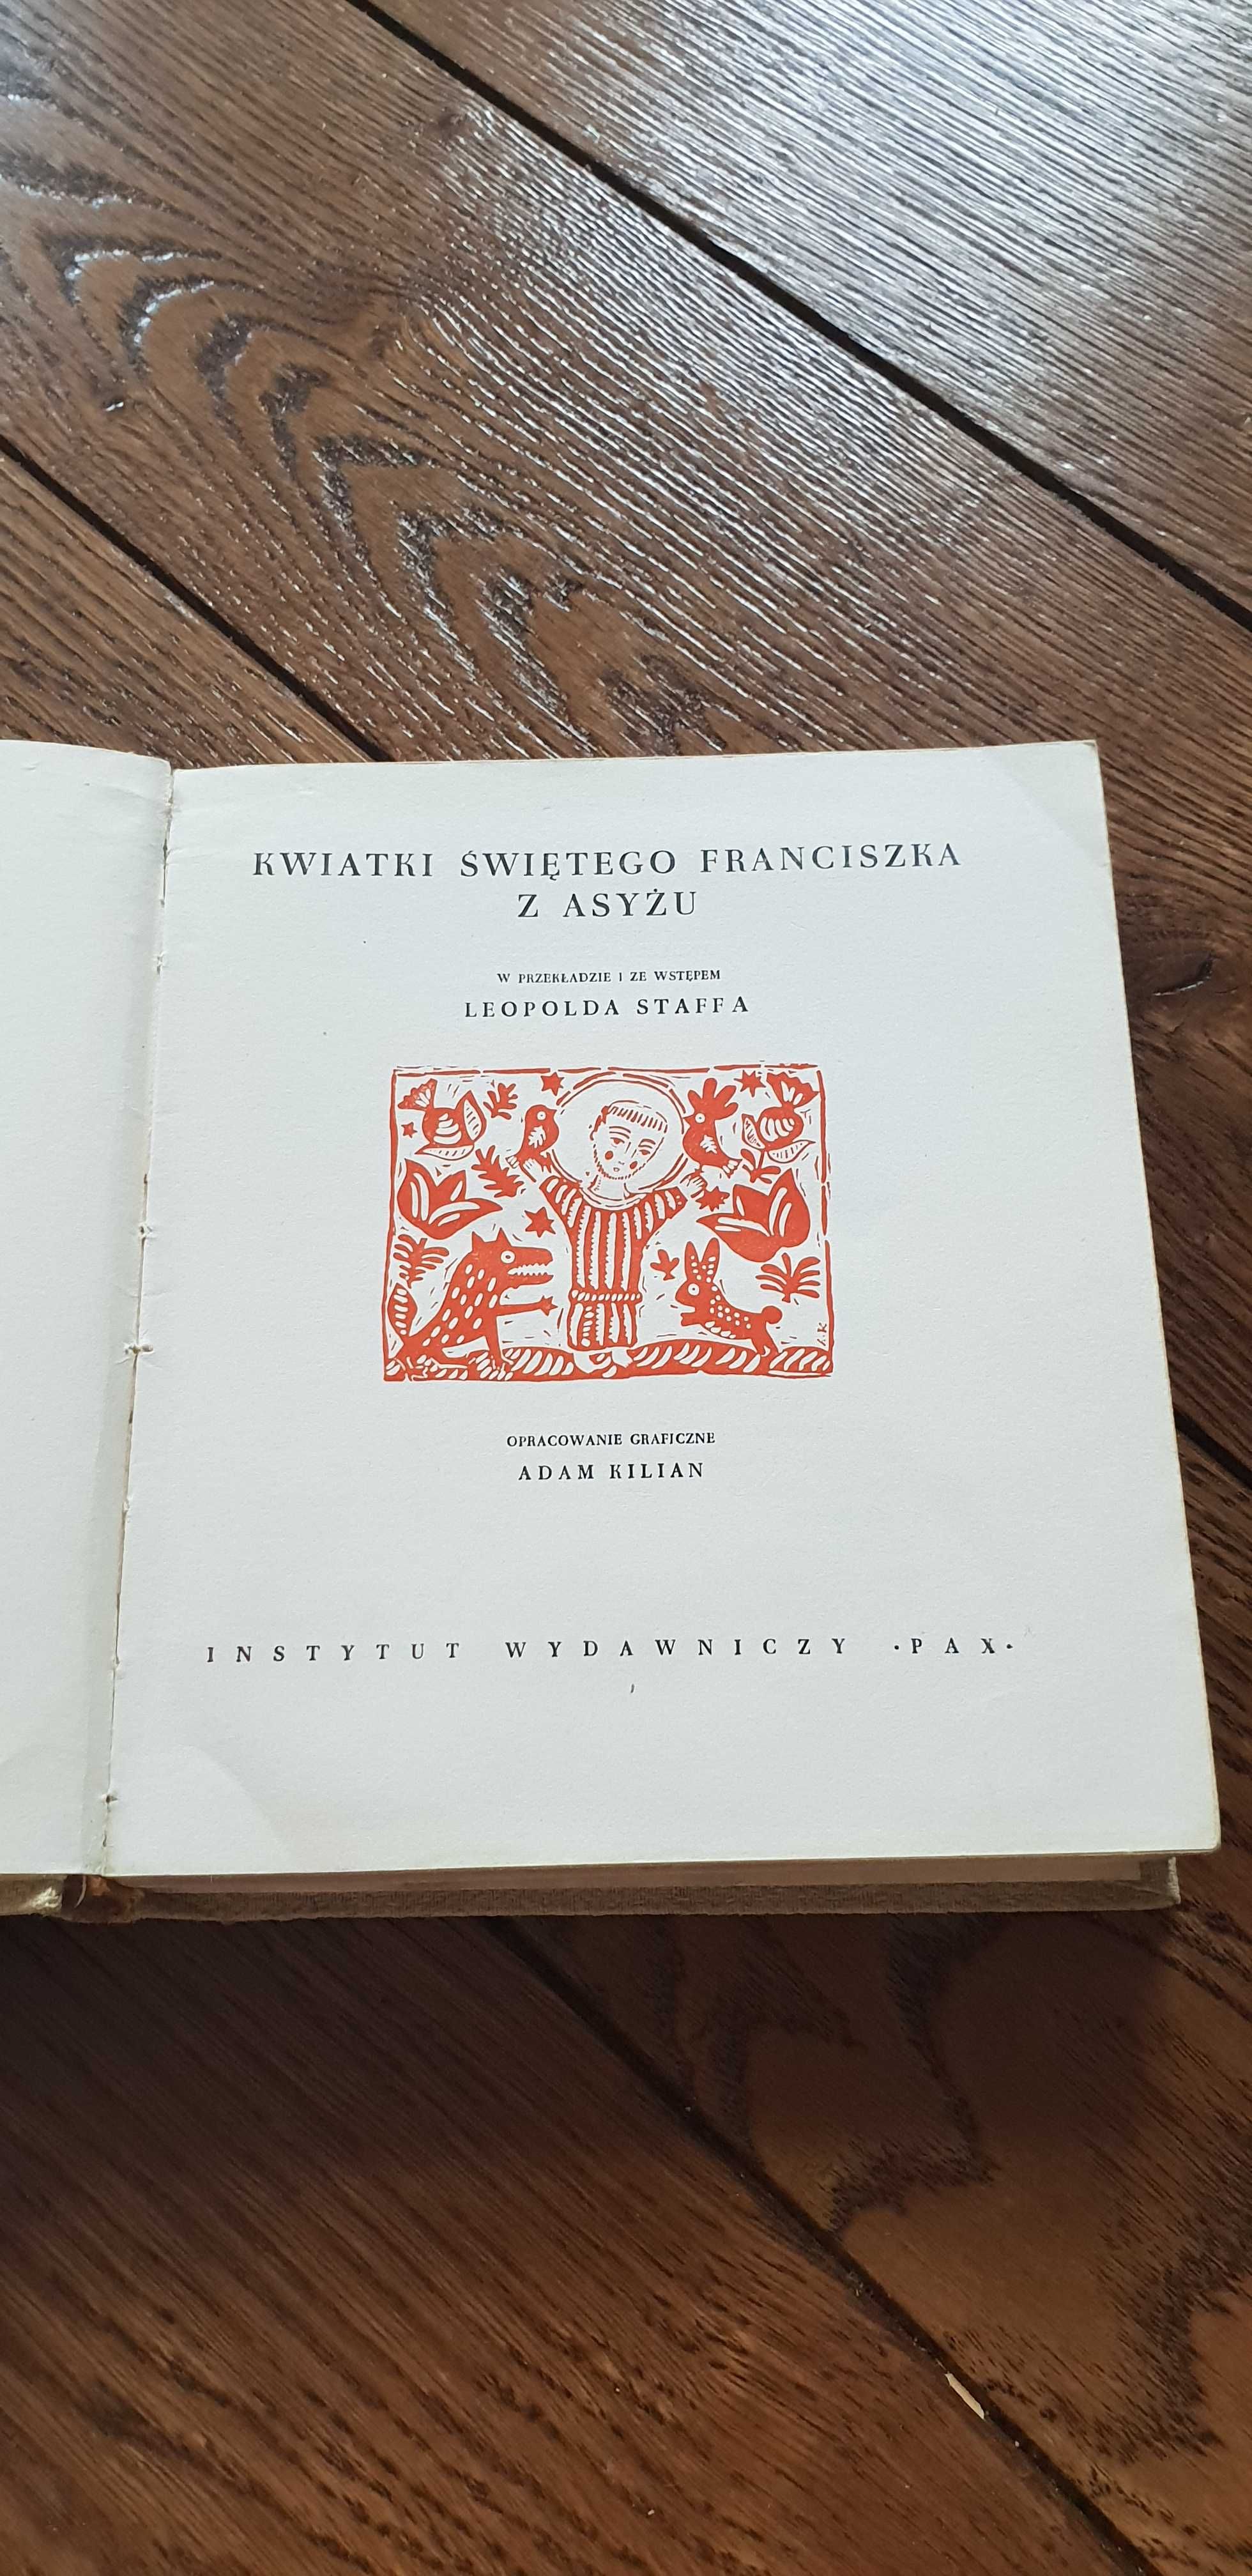 KWIATKI ŚWIĘTEGO FRANCISZKA
Z ASYŻU
W PRZEKŁADZIE I ZE WSTĘPEM
LEOPOLDA STAFFA
A.K
OPRACOWANIE GRAFICZNE
ADAM KILIAN
INSTYTUT WYDAWNICZY •PAX•